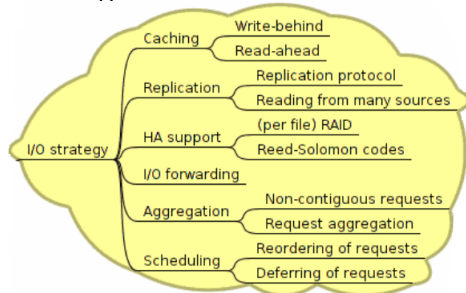 Caching
Write-behind
Read-ahead
Replication
Replication protocol
Reading from many sources
I/O strategy
HA support
(per file) RAID
Reed-Solomon codes
I/O forwarding
Aggregation
Non-contiguous requests
Request aggregation
Scheduling
Reordering of requests
Deferring of requests